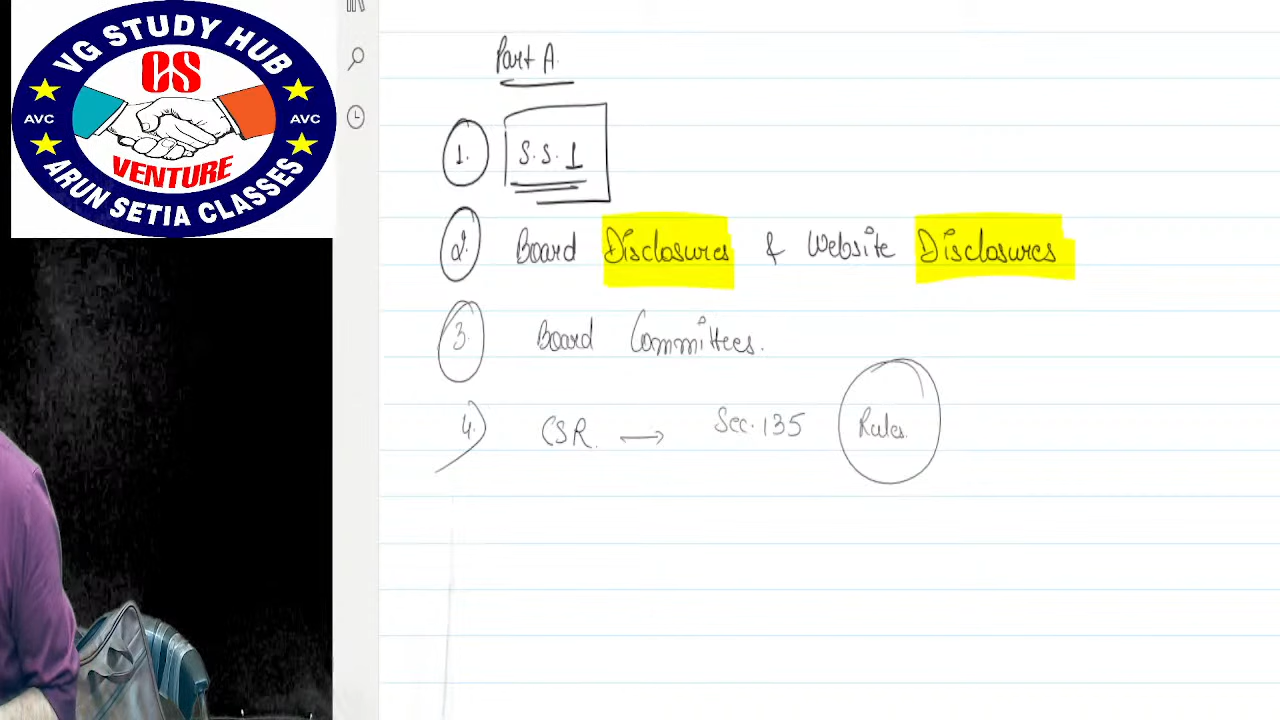 VG STUDY HUB
CS
AVC
AVC
VENTURE
ARUN SETIA CLASSES
Part A.
1. S.S. 1
2. Board Disclosures & Website Disclosures
3. Board Committees.
4. CSR. → Sec. 135 Rules.